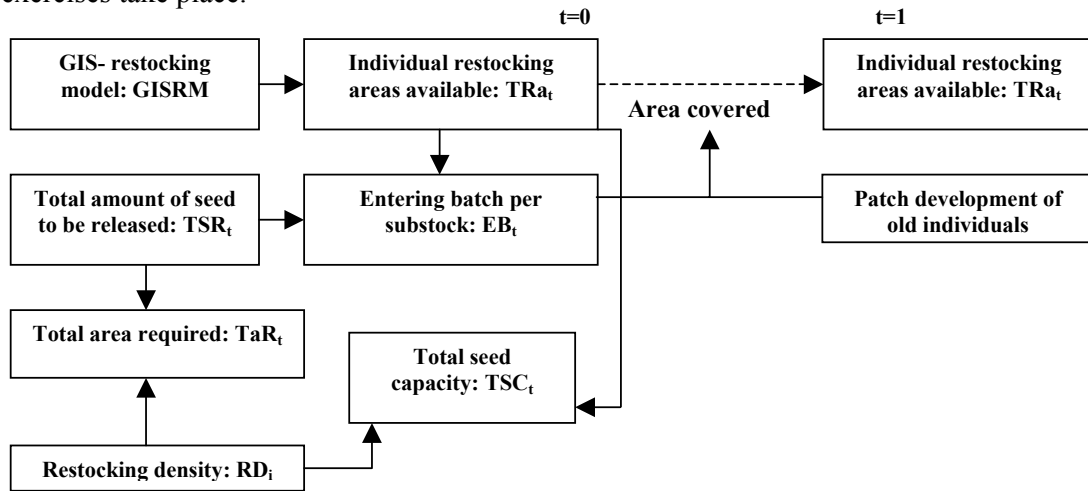 exercises take place.
t=0
t=1
GIS- restocking
model: GISRM
Individual restocking
areas available: TRaₜ
Individual restocking
areas available: TRaₜ
Area covered
Total amount of seed
to be released: TSRₜ
Entering batch per
substock: EBₜ
Patch development of
old individuals
Total area required: TaRₜ
Total seed
capacity: TSCₜ
Restocking density: RDᵢ